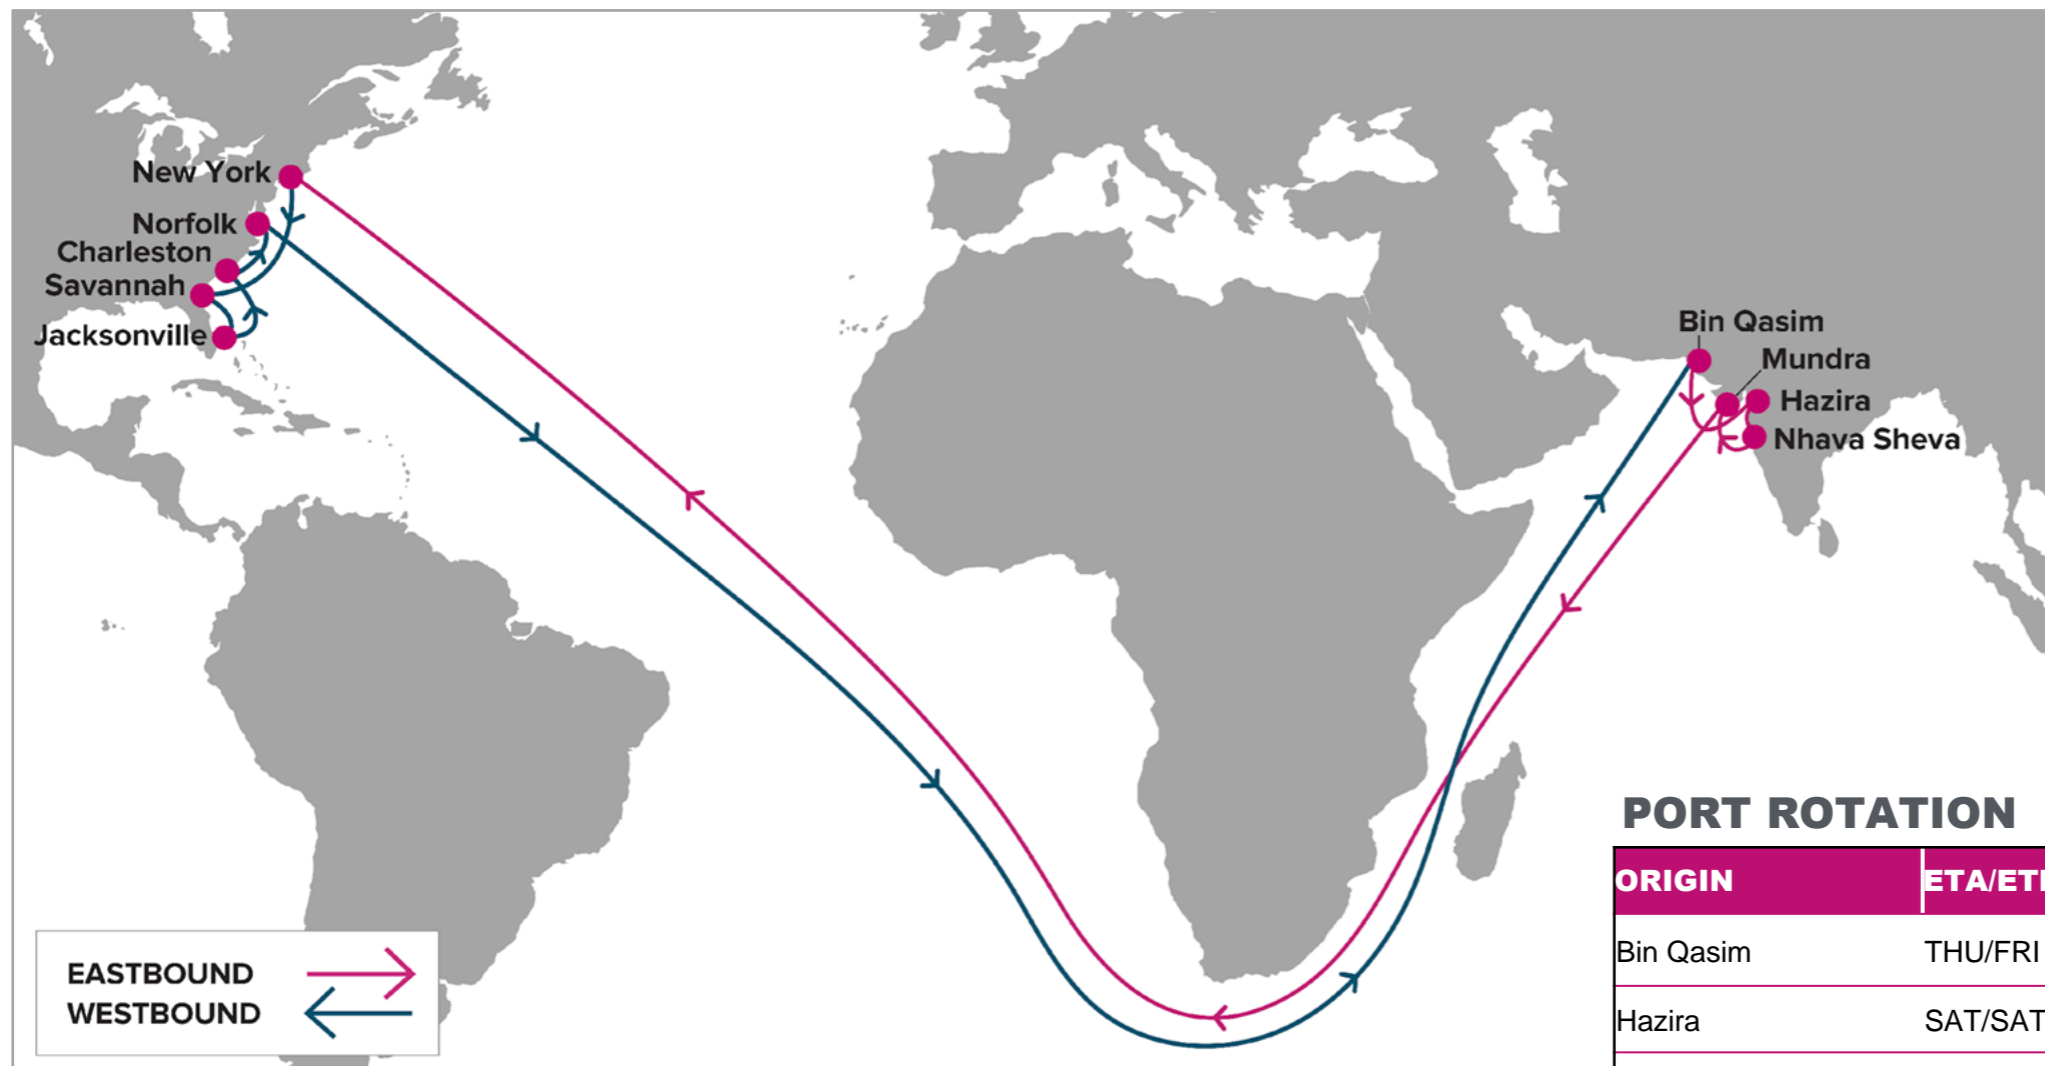 New York
Norfolk
Charleston
Savannah
Jacksonville
Bin Qasim
Mundra
Hazira
Nhava Sheva
EASTBOUND
WESTBOUND
PORT ROTATION
ORIGIN
Bin Qasim THU/FRI
Hazira SAT/SAT